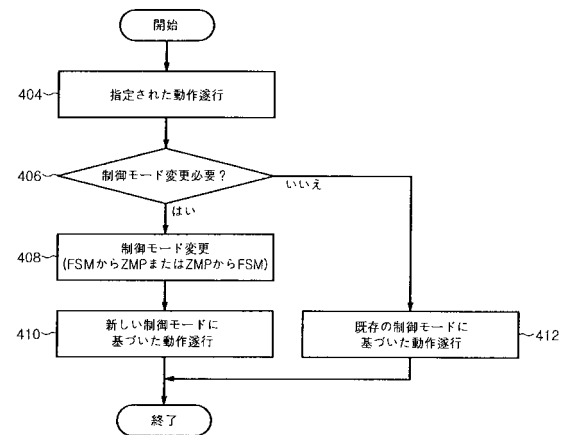 開始
404
指定された動作遂行
406
制御モード変更必要?
いいえ
はい
408
制御モード変更
(FSMからZMPまたはZMPからFSM)
410
新しい制御モードに
基づいた動作遂行
既存の制御モードに
基づいた動作遂行
412
終了